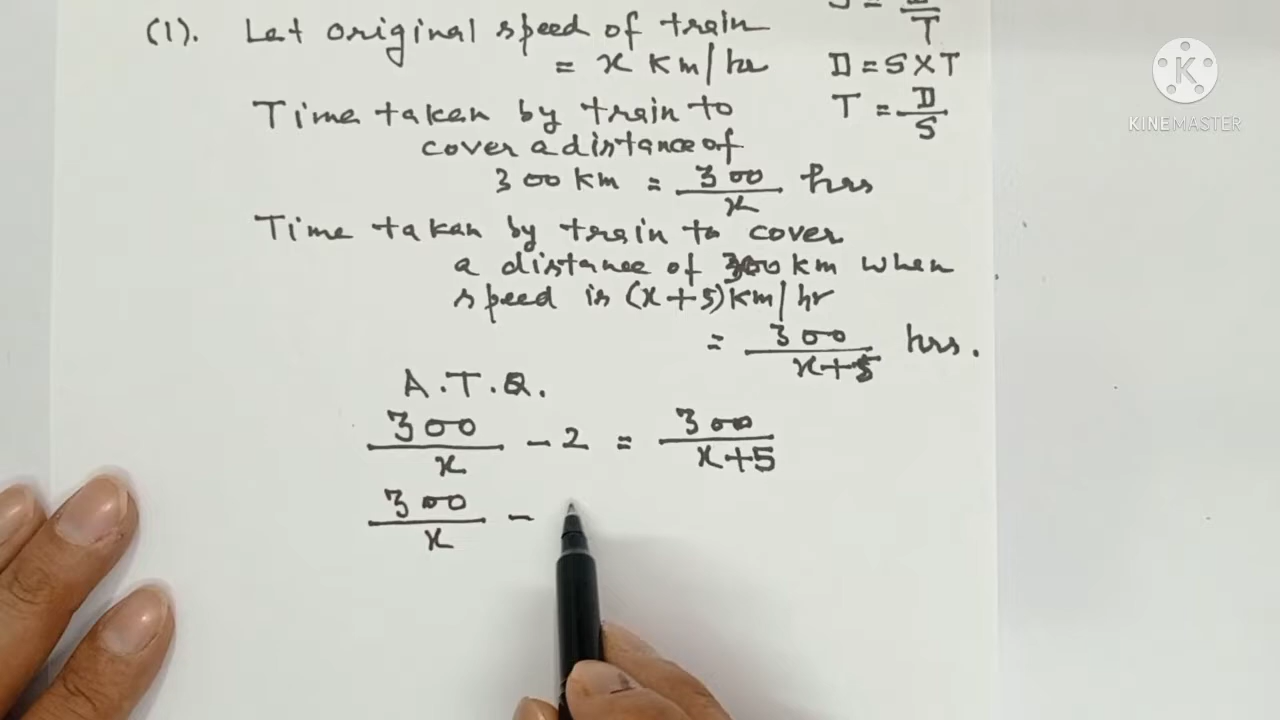 (1). Let original speed of train
= x km/hr
Time taken by train to
cover a distance of
300 km = 300/x hrs
Time taken by train to cover
a distance of 300 km when
speed is (x+5)km/hr
= 300/x+5 hrs.
A.T.Q.
300/x - 2 = 300/x+5
300/x -
T
D = S X T
T = D/S
K
KINEMASTER